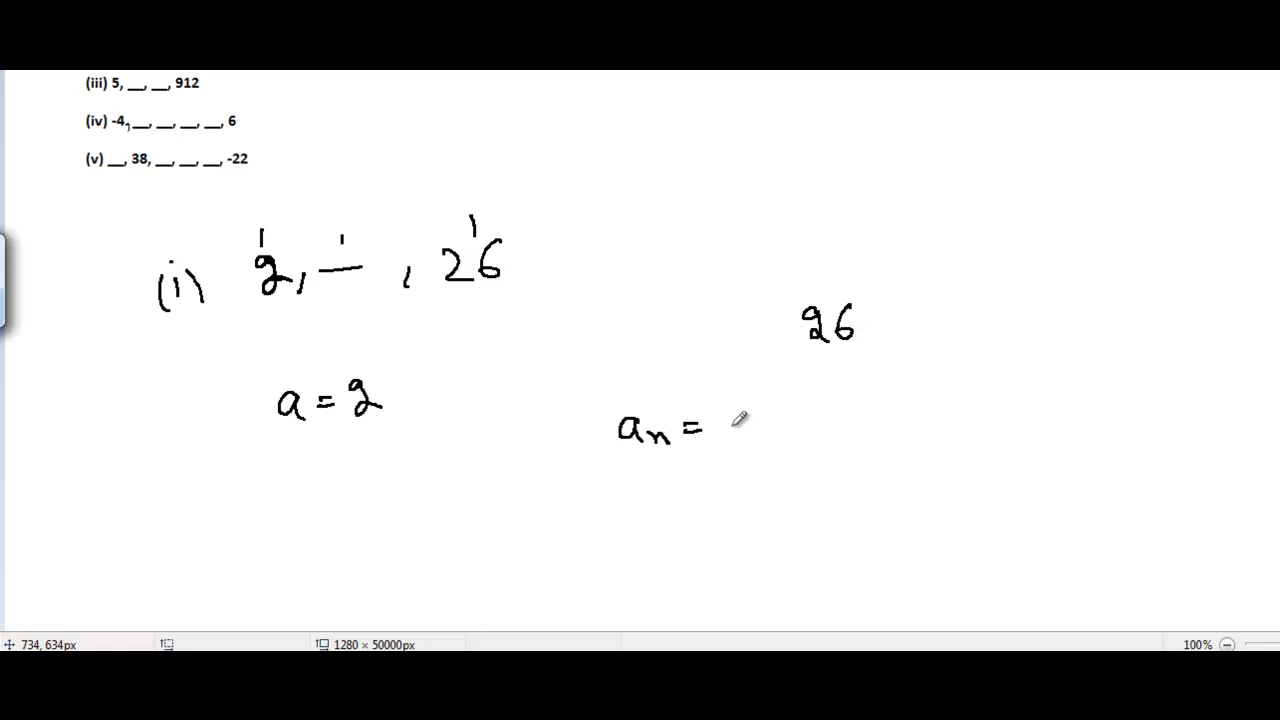 (iii) 5, __, __, 912
(iv) -4, __, __, __, __, 6
(v) __, 38, __, __, __, -22
(i) 2, __, 26
26
a = 2
an =
734, 634px
1280 × 50000px
100%